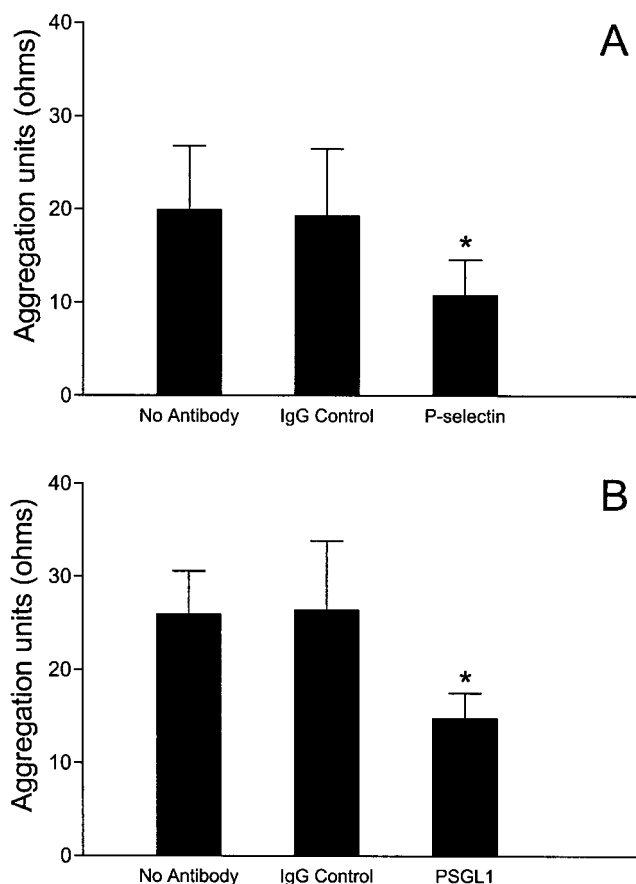 A
Aggregation units (ohms)
40
30
20
10
0
*
No Antibody IgG Control P-selectin
B
Aggregation units (ohms)
40
30
20
10
0
*
No Antibody IgG Control PSGL1